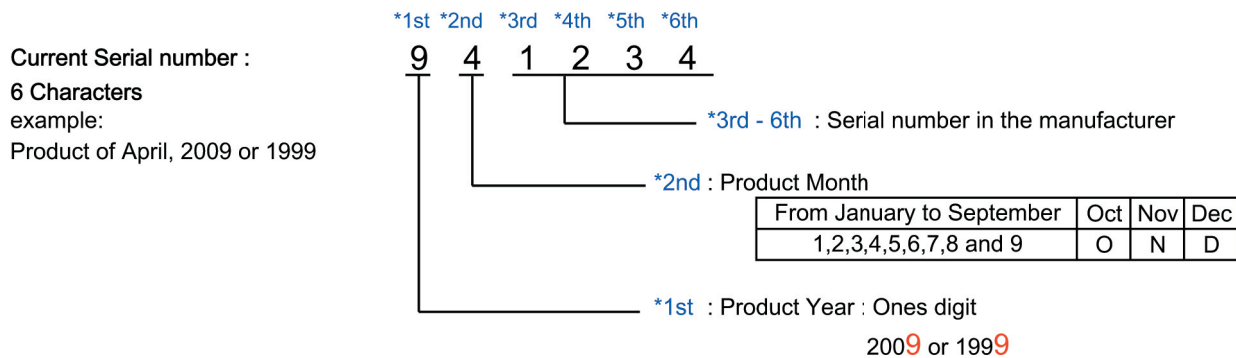 *1st *2nd *3rd *4th *5th *6th
Current Serial number : 9 4 1 2 3 4
6 Characters
example:
*3rd - 6th : Serial number in the manufacturer
Product of April, 2009 or 1999
*2nd : Product Month
From January to September Oct Nov Dec
1,2,3,4,5,6,7,8 and 9 O N D
*1st : Product Year : Ones digit
2009 or 1999